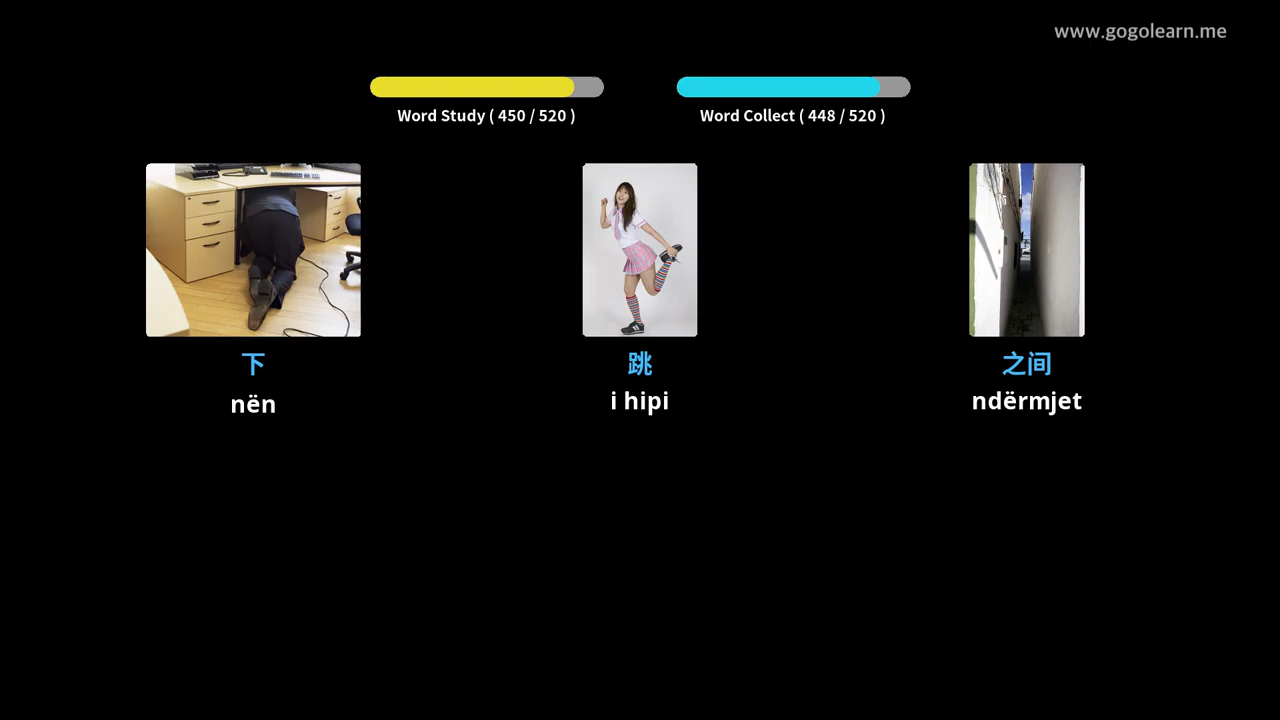 www.gogolearn.me
Word Study ( 450 / 520 )
Word Collect ( 448 / 520 )
下
跳
之间
nën
i hipi
ndërmjet